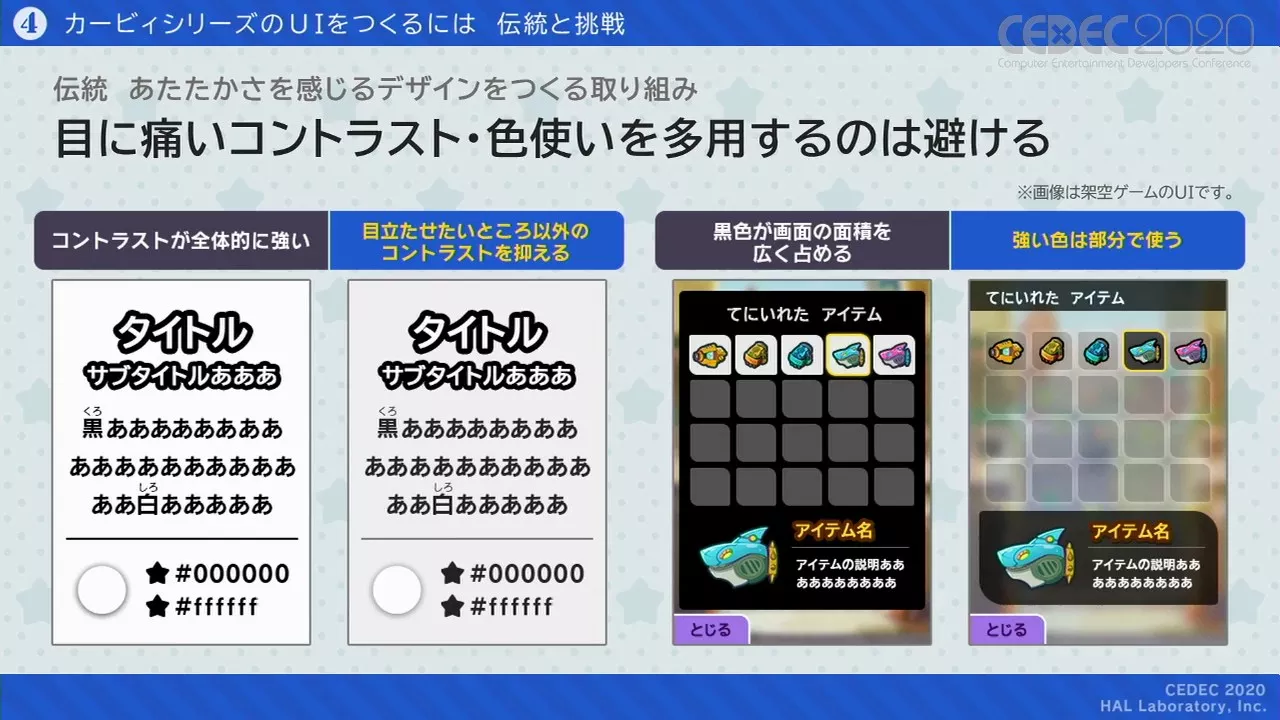 4 カービィシリーズのUIをつくるには 伝統と挑戦
CEDEC2020
Computer Entertainment Developers Conference
伝統 あたたかさを感じるデザインをつくる取り組み
目に痛いコントラスト・色使いを多用するのは避ける
※画像は架空ゲームのUIです。
コントラストが全体的に強い
目立たせたいところ以外の
コントラストを抑える
黒色が画面の面積を
広く占める
強い色は部分で使う
タイトル
サブタイトルあああ
くろ
黒ああああああああ
ああああああああああ
しろ
ああ白あああああ
★#000000
★#ffffff
タイトル
サブタイトルあああ
くろ
黒ああああああああ
ああああああああああ
しろ
ああ白あああああ
★#000000
★#ffffff
てにいれた アイテム
アイテム名
アイテムの説明ああ
ああああああああ
とじる
てにいれた アイテム
アイテム名
アイテムの説明ああ
ああああああああ
とじる
CEDEC 2020
HAL Laboratory, Inc.